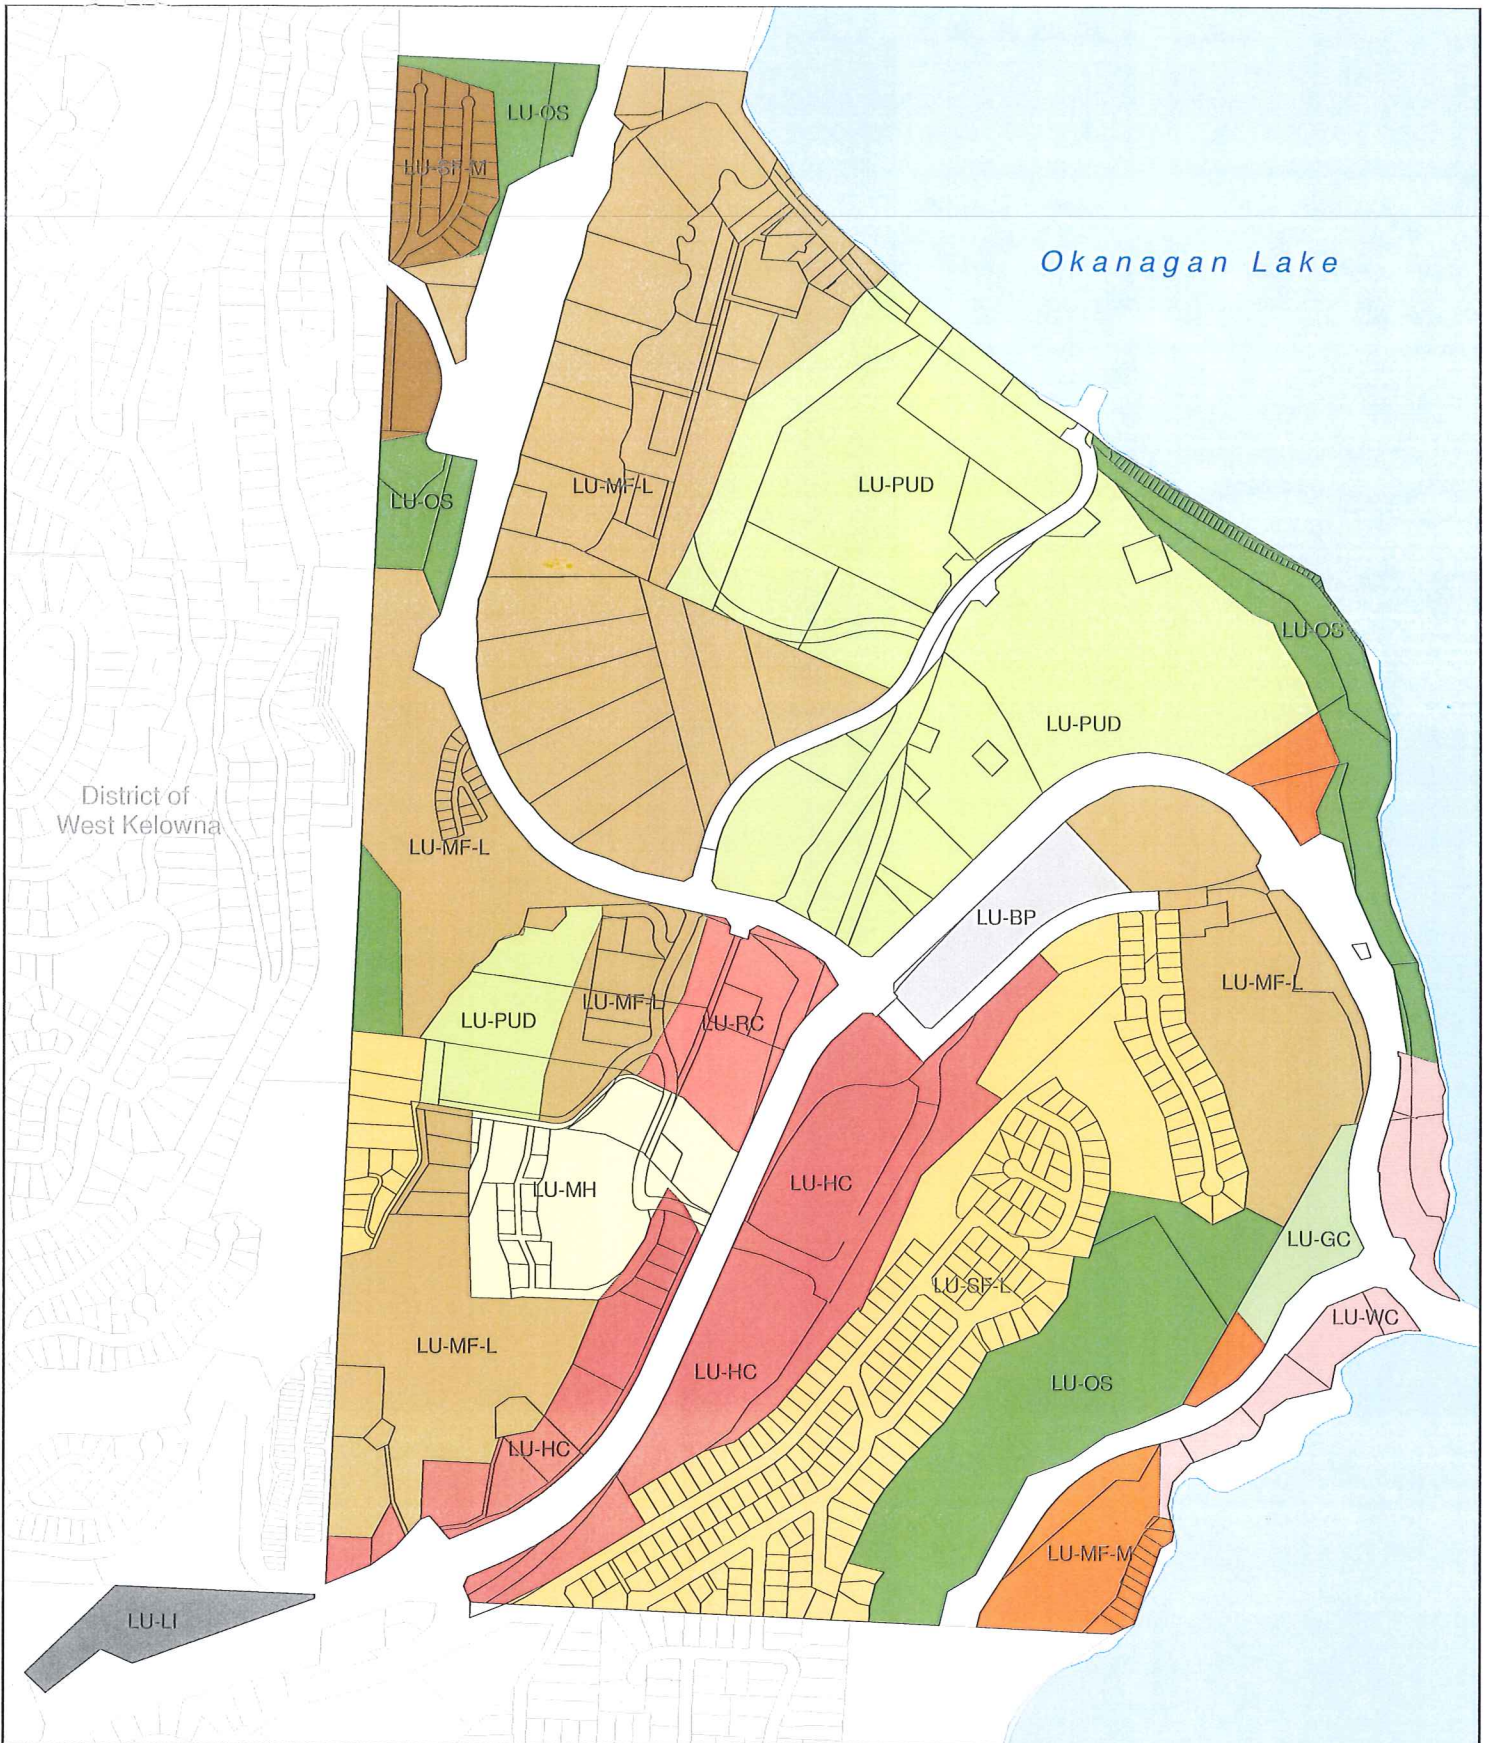 LU-OS
LU-SF-M
Okanagan Lake
LU-MF-L
LU-PUD
LU-OS
LU-OS
LU-PUD
District of
West Kelowna
LU-MF-L
LU-BP
LU-MF-L
LU-MF-L
LU-PUD
LU-RC
LU-HC
LU-MH
LU-GC
LU-SF-L
LU-WC
LU-MF-L
LU-HC
LU-OS
LU-HC
LU-MF-M
LU-LI